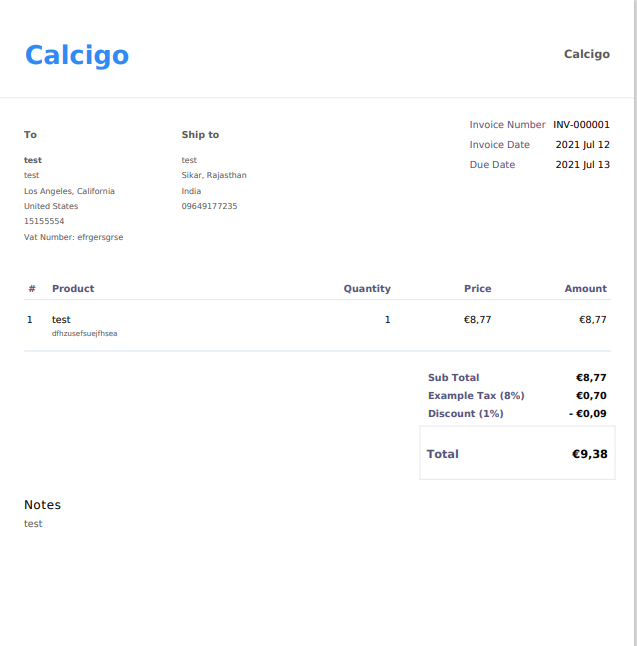 Calcigo
Calcigo
Invoice Number INV-000001
Invoice Date 2021 Jul 12
Due Date 2021 Jul 13
To
test
test
Los Angeles, California
United States
15155554
Vat Number: efrgersgrse
Ship to
test
Sikar, Rajasthan
India
09649177235
# Product Quantity Price Amount
1 test 1 €8,77 €8,77
dfhzusefsuejfhsea
Sub Total €8,77
Example Tax (8%) €0,70
Discount (1%) - €0,09
Total €9,38
Notes
test